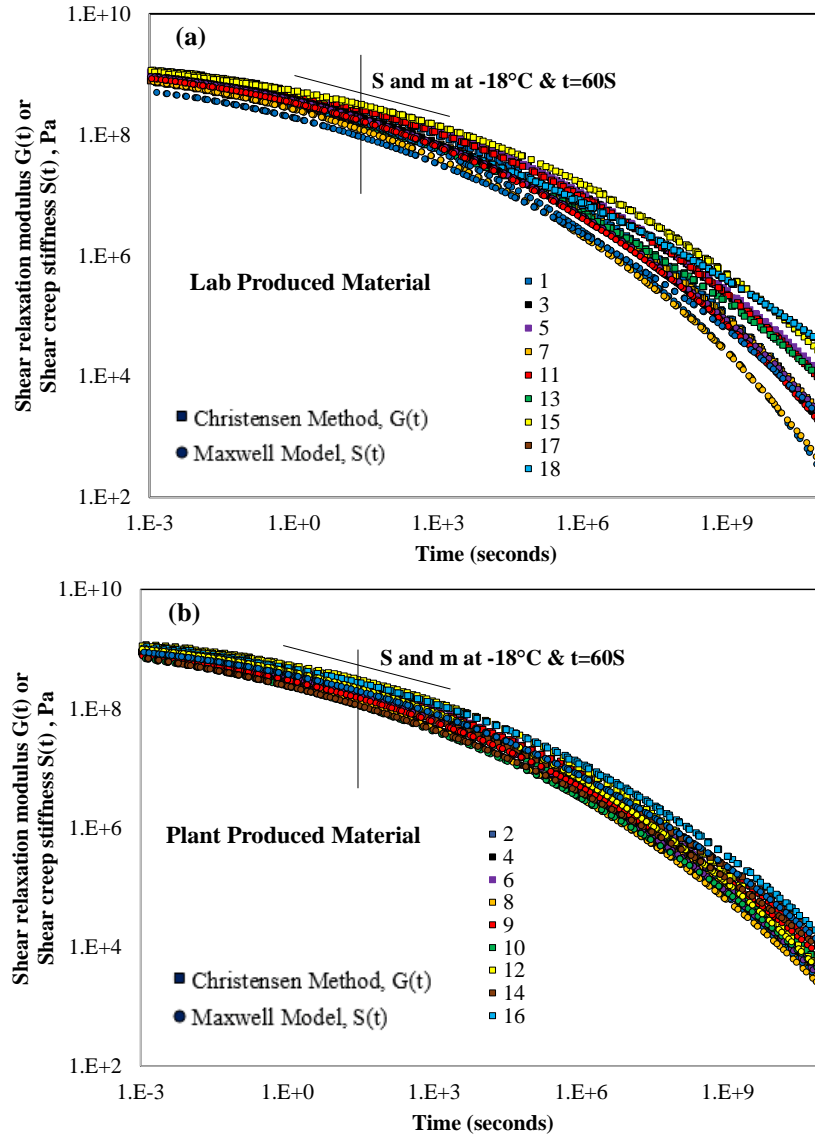 1.E+10
(a)
S and m at -18°C & t=60S
1.E+8
1.E+6
Lab Produced Material
1
3
5
7
11
13
15
17
18
1.E+4
Christensen Method, G(t)
Maxwell Model, S(t)
1.E+2
1.E-3 1.E+0 1.E+3 1.E+6 1.E+9
Time (seconds)
Shear relaxation modulus G(t) or
Shear creep stiffness S(t) , Pa
1.E+10
(b)
S and m at -18°C & t=60S
1.E+8
1.E+6
Plant Produced Material
2
4
6
8
9
10
12
14
16
1.E+4
Christensen Method, G(t)
Maxwell Model, S(t)
1.E+2
1.E-3 1.E+0 1.E+3 1.E+6 1.E+9
Time (seconds)
Shear relaxation modulus G(t) or
Shear creep stiffness S(t) , Pa